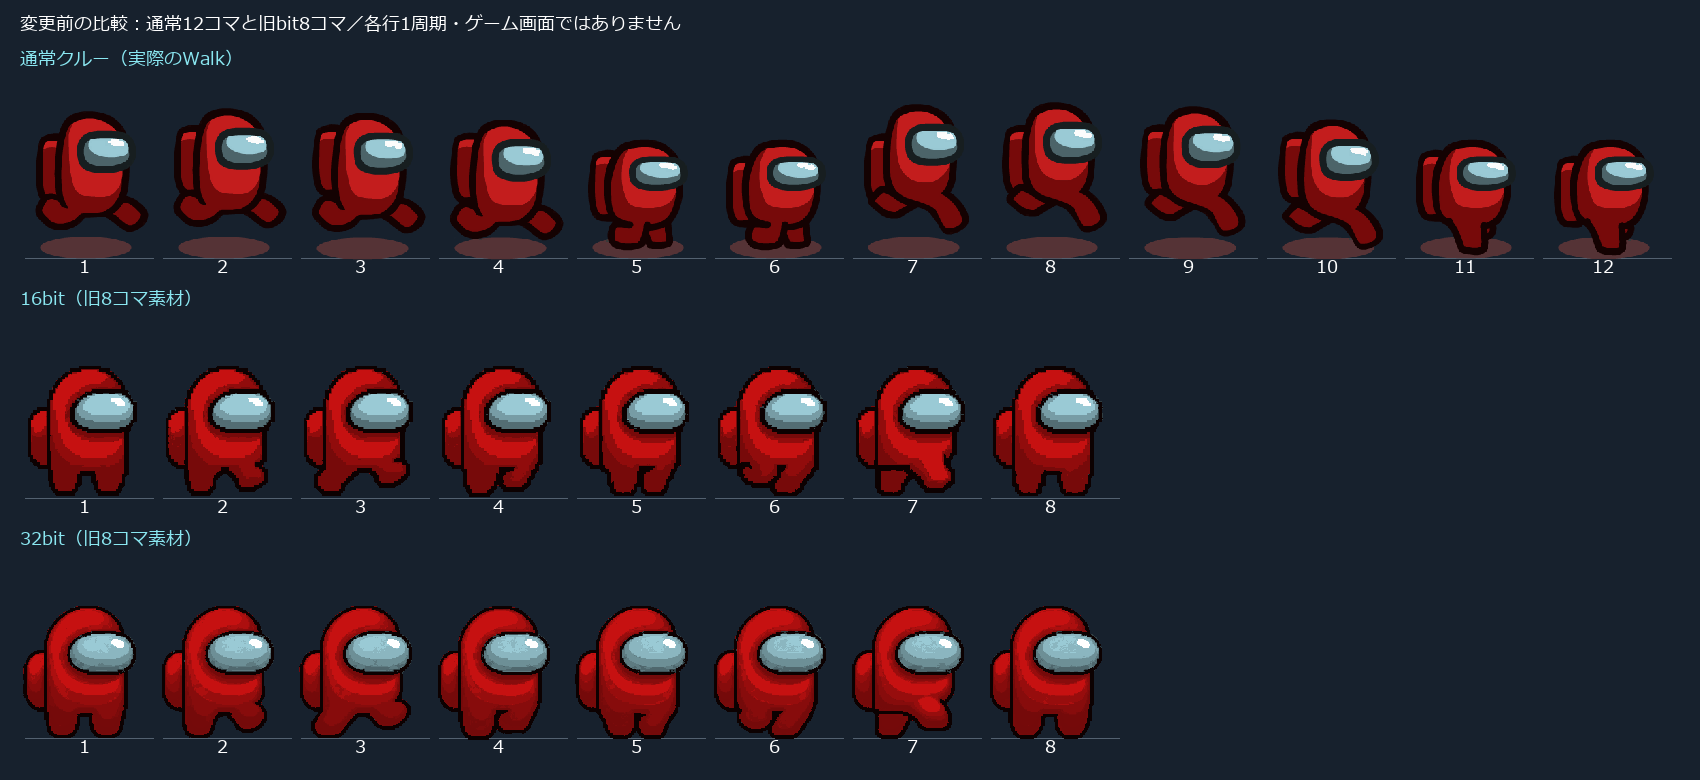 変更前の比較：通常12コマと旧bit8コマ／各行1周期・ゲーム画面ではありません
通常クルー（実際のWalk）
1 2 3 4 5 6 7 8 9 10 11 12
16bit（旧8コマ素材）
1 2 3 4 5 6 7 8
32bit（旧8コマ素材）
1 2 3 4 5 6 7 8